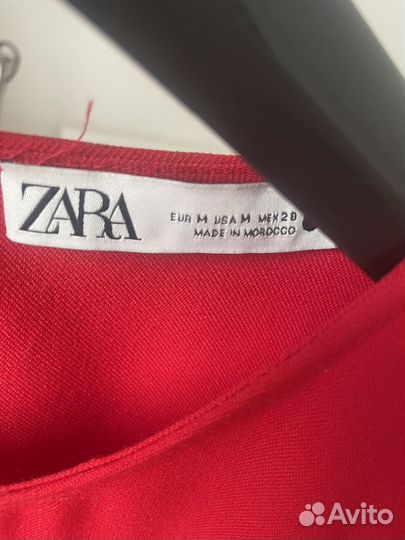 ZARA
EUR M USA M MEX 28
MADE IN MOROCCO
Avito